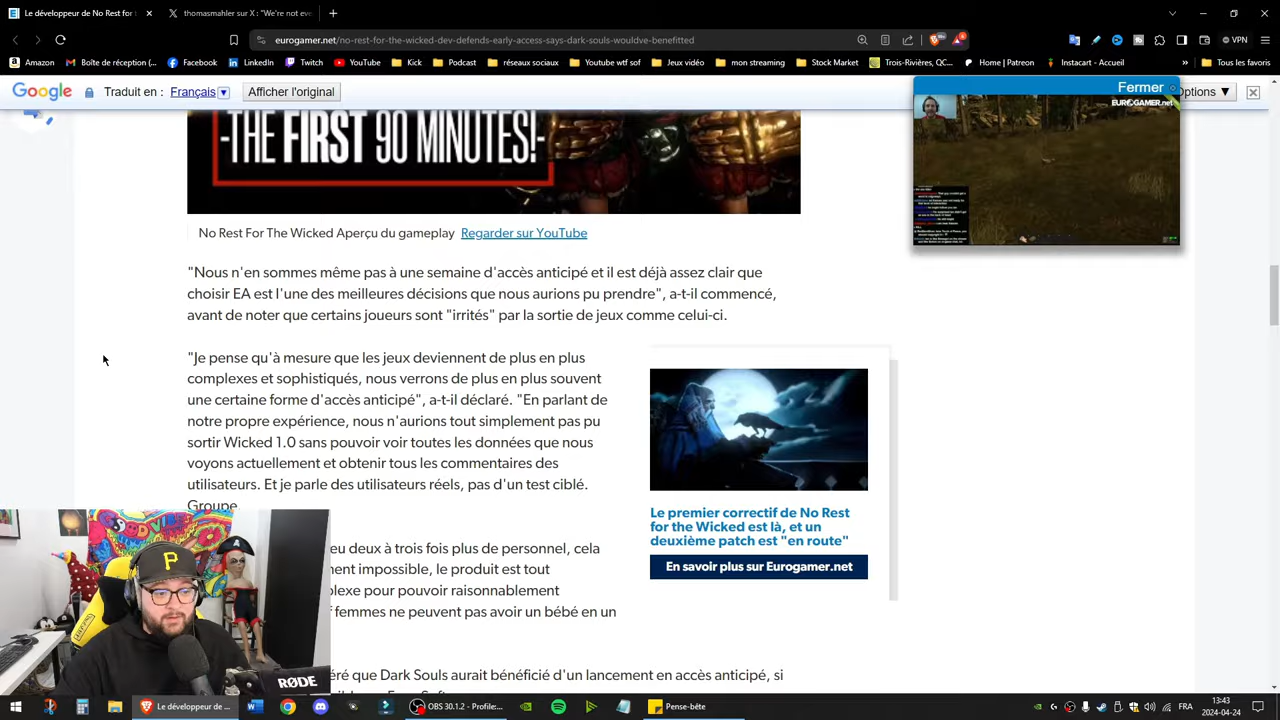 Le développeur de No Rest for t
thomasmahler sur X : "We're not eve
eurogamer.net/no-rest-for-the-wicked-dev-defends-early-access-says-dark-souls-wouldve-benefitted
VPN
Amazon
Boîte de réception...
Facebook
LinkedIn
Twitch
YouTube
Kick
Podcast
réseaux sociaux
Youtube wtf sof
Jeux vidéo
mon streaming
Stock Market
Trois-Rivières, QC...
Home | Patreon
Instacart - Accueil
»
Tous les favoris
Google
Traduit en : Français
Afficher l'original
Options ▼
Fermer
EUROGAMER.net
-THE FIRST 90 MINUTES!-
No Rest For The Wicked Aperçu du gameplay Regarder sur YouTube
"Nous n'en sommes même pas à une semaine d'accès anticipé et il est déjà assez clair que
choisir EA est l'une des meilleures décisions que nous aurions pu prendre", a-t-il commencé,
avant de noter que certains joueurs sont "irrités" par la sortie de jeux comme celui-ci.
"Je pense qu'à mesure que les jeux deviennent de plus en plus
complexes et sophistiqués, nous verrons de plus en plus souvent
une certaine forme d'accès anticipé", a-t-il déclaré. "En parlant de
notre propre expérience, nous n'aurions tout simplement pas pu
sortir Wicked 1.0 sans pouvoir voir toutes les données que nous
voyons actuellement et obtenir tous les commentaires des
utilisateurs. Et je parle des utilisateurs réels, pas d'un test ciblé.
Groupe.
Le premier correctif de No Rest
for the Wicked est là, et un
deuxième patch est "en route"
En savoir plus sur Eurogamer.net
eu deux à trois fois plus de personnel, cela
ent impossible, le produit est tout
plexe pour pouvoir raisonnablement
f femmes ne peuvent pas avoir un bébé en un
éré que Dark Souls aurait bénéficié d'un lancement en accès anticipé, si
GOOD VIBES
P
A
RØDE
Le développeur de ...
OBS 30.1.2 - Profile:...
Pense-bête
FRA
13:43
2024-04-24